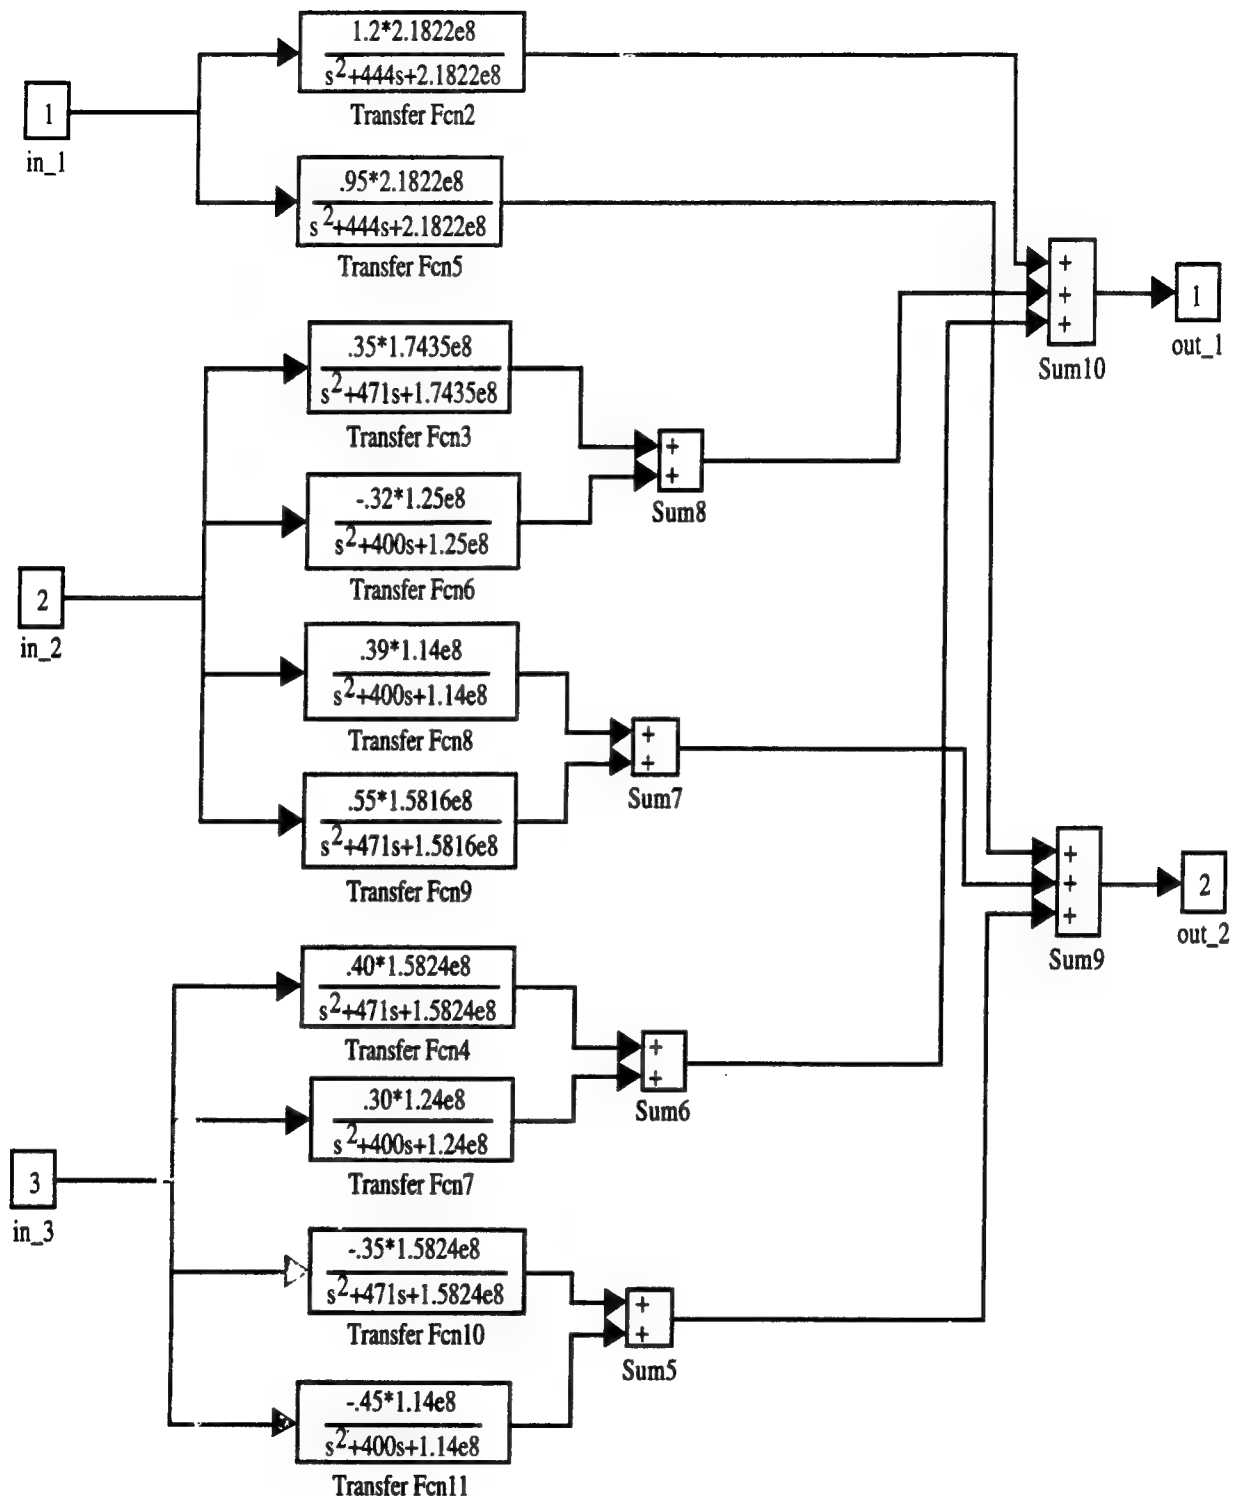 1.2*2.1822e8
s2+444s+2.1822e8
Transfer Fcn2
1
in_1
.95*2.1822e8
s2+444s+2.1822e8
Transfer Fcn5
+
+
+
Sum10
1
out_1
.35*1.7435e8
s2+471s+1.7435e8
Transfer Fcn3
+
+
Sum8
-.32*1.25e8
s2+400s+1.25e8
Transfer Fcn6
2
in_2
.39*1.14e8
s2+400s+1.14e8
Transfer Fcn8
+
+
Sum7
.55*1.5816e8
s2+471s+1.5816e8
Transfer Fcn9
+
+
+
Sum9
2
out_2
.40*1.5824e8
s2+471s+1.5824e8
Transfer Fcn4
+
+
Sum6
.30*1.24e8
s2+400s+1.24e8
Transfer Fcn7
3
in_3
-.35*1.5824e8
s2+471s+1.5824e8
Transfer Fcn10
+
+
Sum5
-.45*1.14e8
s2+400s+1.14e8
Transfer Fcn11